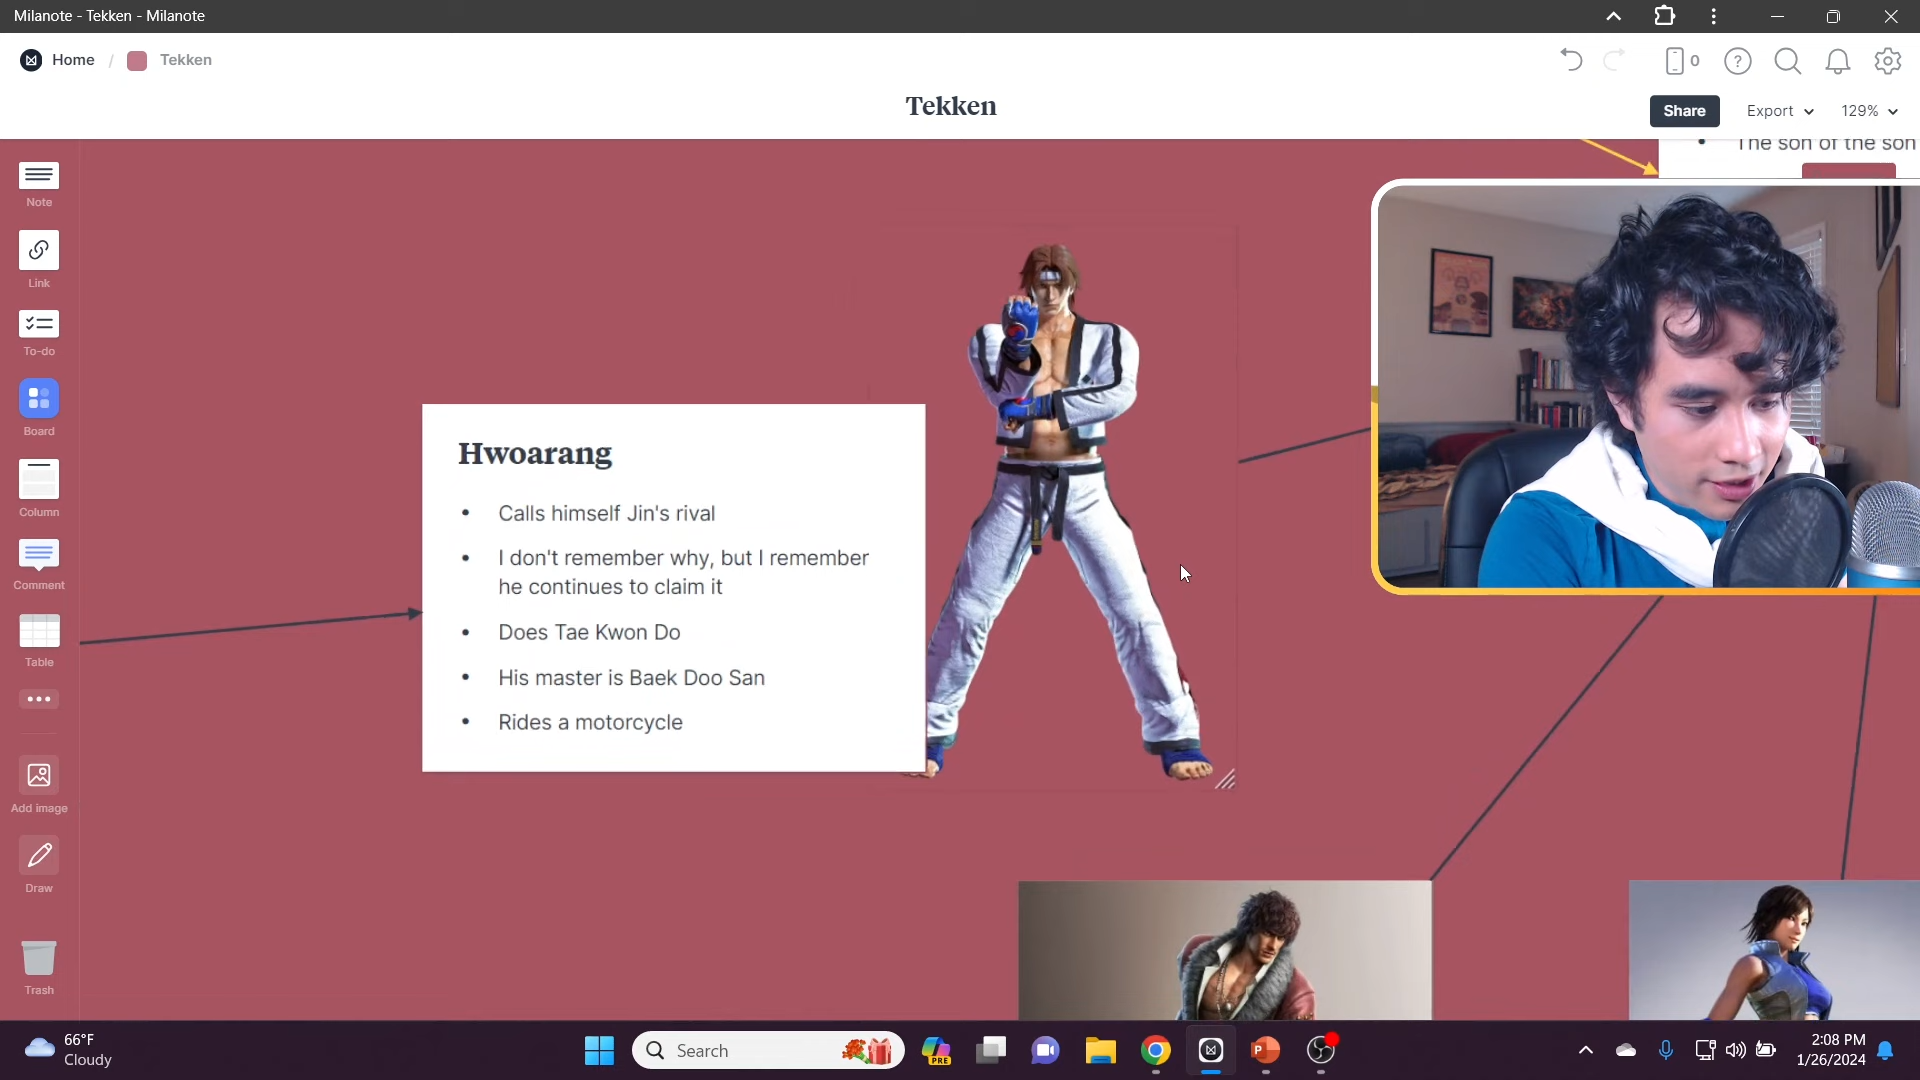 Milanote - Tekken - Milanote
Home / Tekken
0
?
Tekken
Share
Export
129%
The son of the son
Note
Link
To-do
Board
Column
Comment
Table
Add image
Draw
Trash
Hwoarang
• Calls himself Jin's rival
• I don't remember why, but I remember
he continues to claim it
• Does Tae Kwon Do
• His master is Baek Doo San
• Rides a motorcycle
66°F
Cloudy
Search
PRE
2:08 PM
1/26/2024